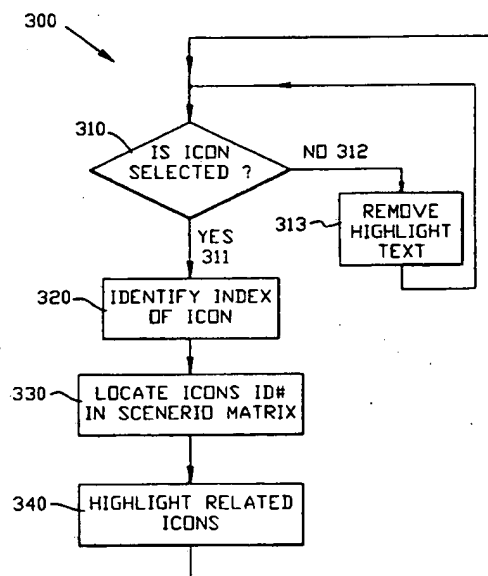 300
310
IS ICON
SELECTED ?
NO 312
313
REMOVE
HIGHLIGHT
TEXT
YES
311
320
IDENTIFY INDEX
OF ICON
330
LOCATE ICONS ID#
IN SCENERIO MATRIX
340
HIGHLIGHT RELATED
ICONS